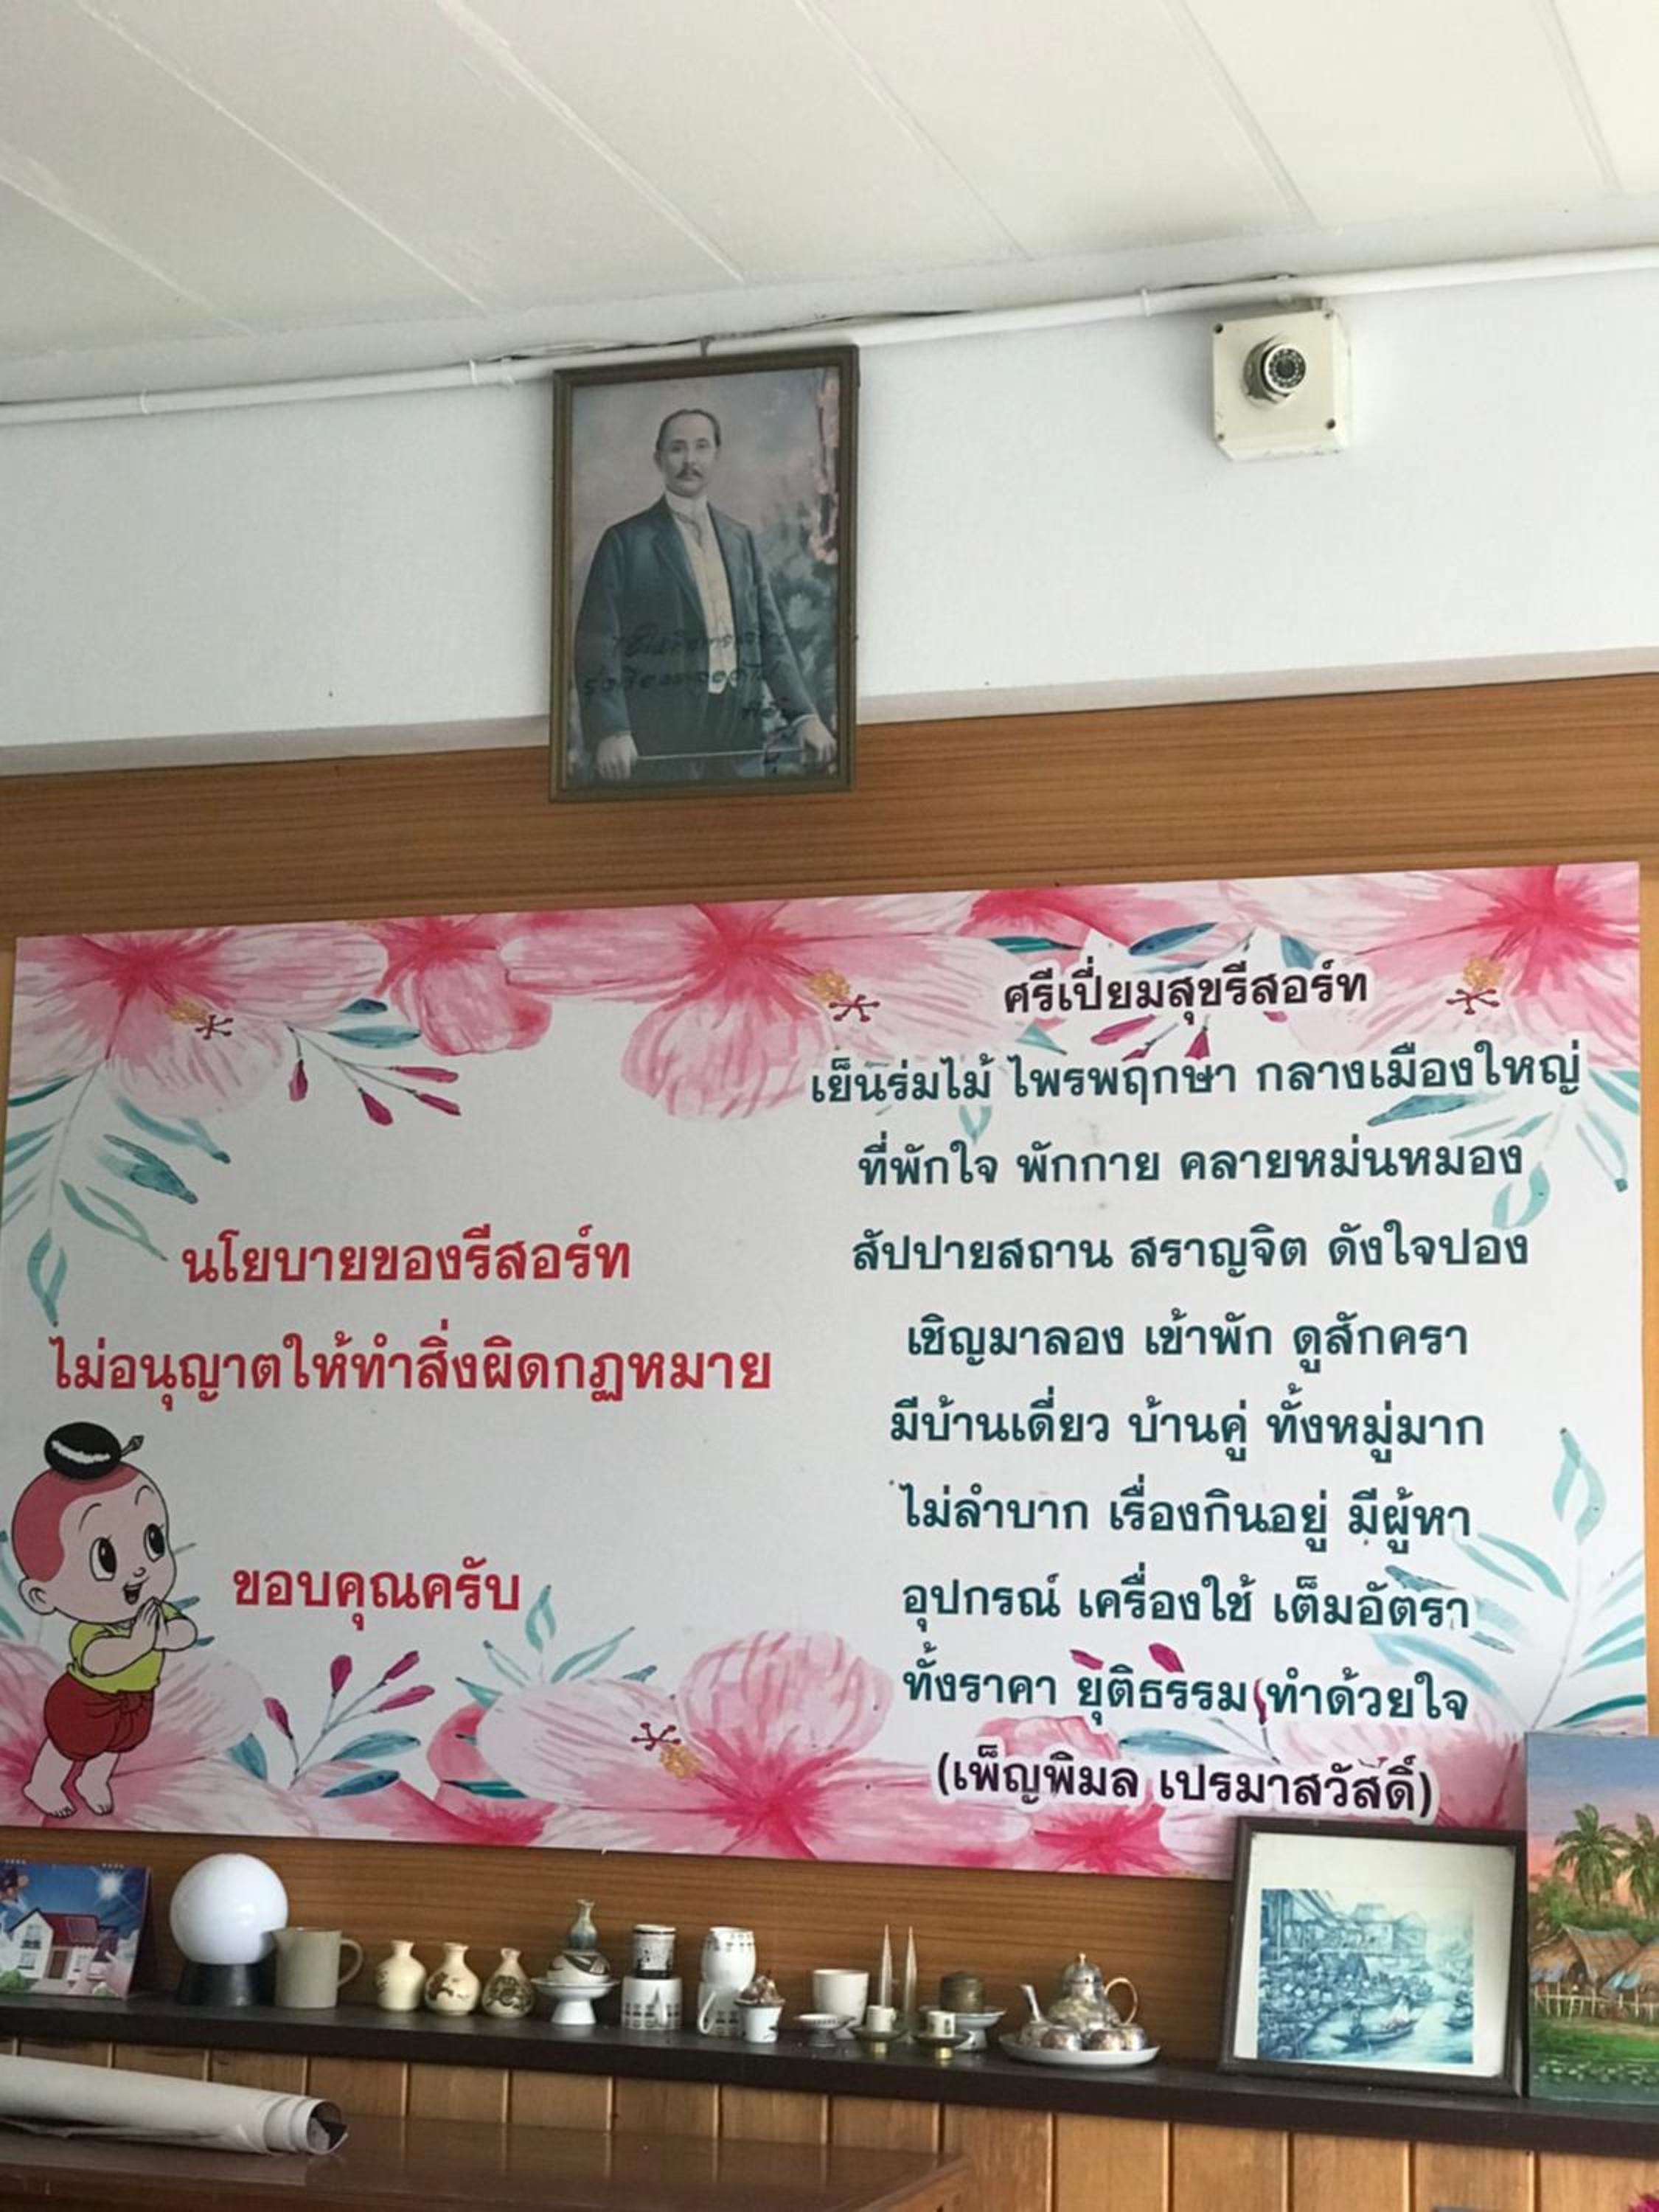 ศรีเปี่ยมสุขรีสอร์ท
เย็นร่มไม้ ไพรพฤกษา กลางเมืองใหญ่
ที่พักใจ พักกาย คลายหม่นหมอง
สัปปายสถาน สราญจิต ดังใจปอง
เชิญมาลอง เข้าพัก ดูสักครา
มีบ้านเดี่ยว บ้านคู่ ทั้งหมู่มาก
ไม่ลำบาก เรื่องกินอยู่ มีผู้หา
อุปกรณ์ เครื่องใช้ เต็มอัตรา
ทั้งราคา ยุติธรรม ทำด้วยใจ
(เพ็ญพิมล เปรมาสวัสดิ์)
นโยบายของรีสอร์ท
ไม่อนุญาตให้ทำสิ่งผิดกฏหมาย
ขอบคุณครับ